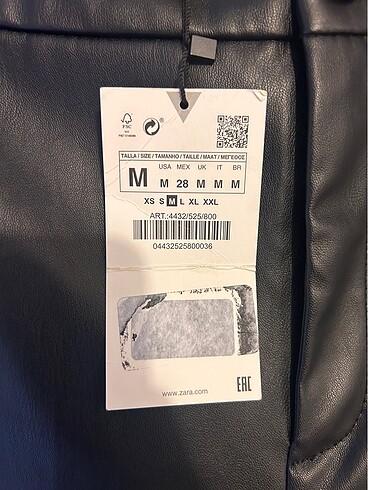 FSC
TALLA / SIZE / TAMANHO / TAILLE / MAAT / ΜΕΓΕΘΟΣ
USA MEX UK IT BR
M M 28 M M M
XS S M L XL XXL
ART.:4432/525/800
04432525800036
www.zara.com
EAC